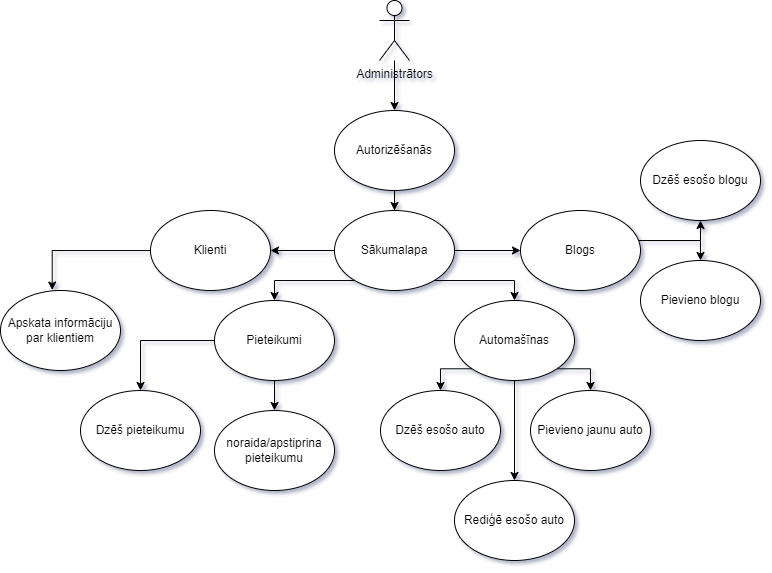 Administrātors
Autorizēšanās
Dzēš esošo blogu
Klienti
Sākumalapa
Blogs
Pievieno blogu
Apskata informāciju
par klientiem
Pieteikumi
Automašīnas
Dzēš pieteikumu
noraida/apstiprina
pieteikumu
Dzēš esošo auto
Pievieno jaunu auto
Rediģē esošo auto